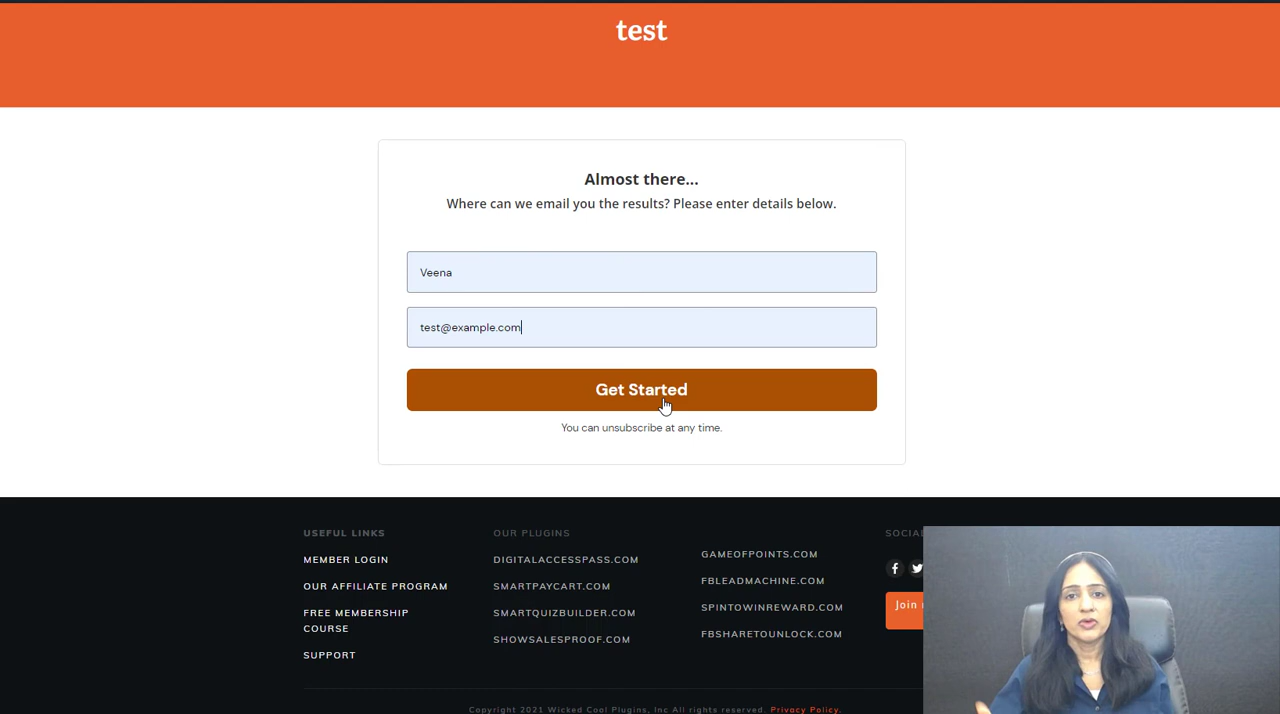 test
Almost there...
Where can we email you the results? Please enter details below.
Veena
test@example.com
Get Started
You can unsubscribe at any time.
USEFUL LINKS
MEMBER LOGIN
OUR AFFILIATE PROGRAM
FREE MEMBERSHIP
COURSE
SUPPORT
OUR PLUGINS
DIGITALACCESSPASS.COM
SMARTPAYCART.COM
SMARTQUIZBUILDER.COM
SHOWSALESPROOF.COM
GAMEOFPOINTS.COM
FBLEADMACHINE.COM
SPINTOWINREWARD.COM
FBSHARETOUNLOCK.COM
SOCIAL
Join
Copyright 2021 Wicked Cool Plugins, Inc All rights reserved. Privacy Policy.